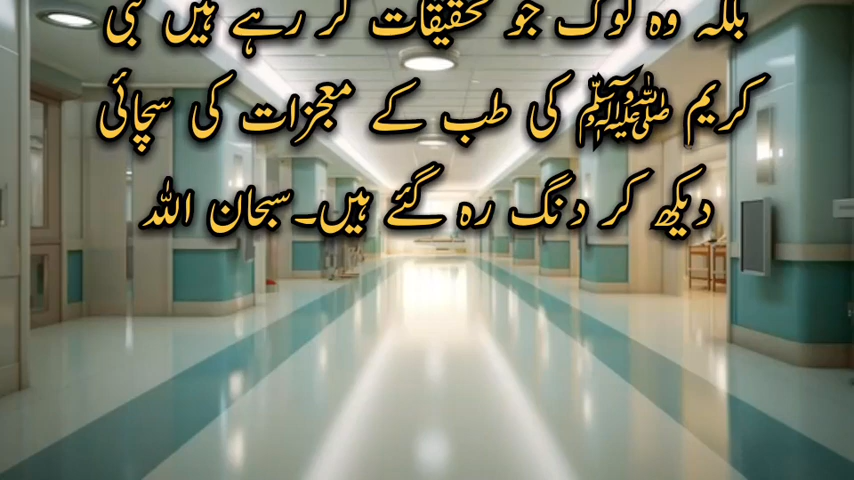 بلکہ وہ لوگ جو تحقیقات کر رہے ہیں نبی
کریم ﷺ کی طب کے معجزات کی سچائی
دیکھ کر دنگ رہ گئے ہیں۔سبحان اللہ